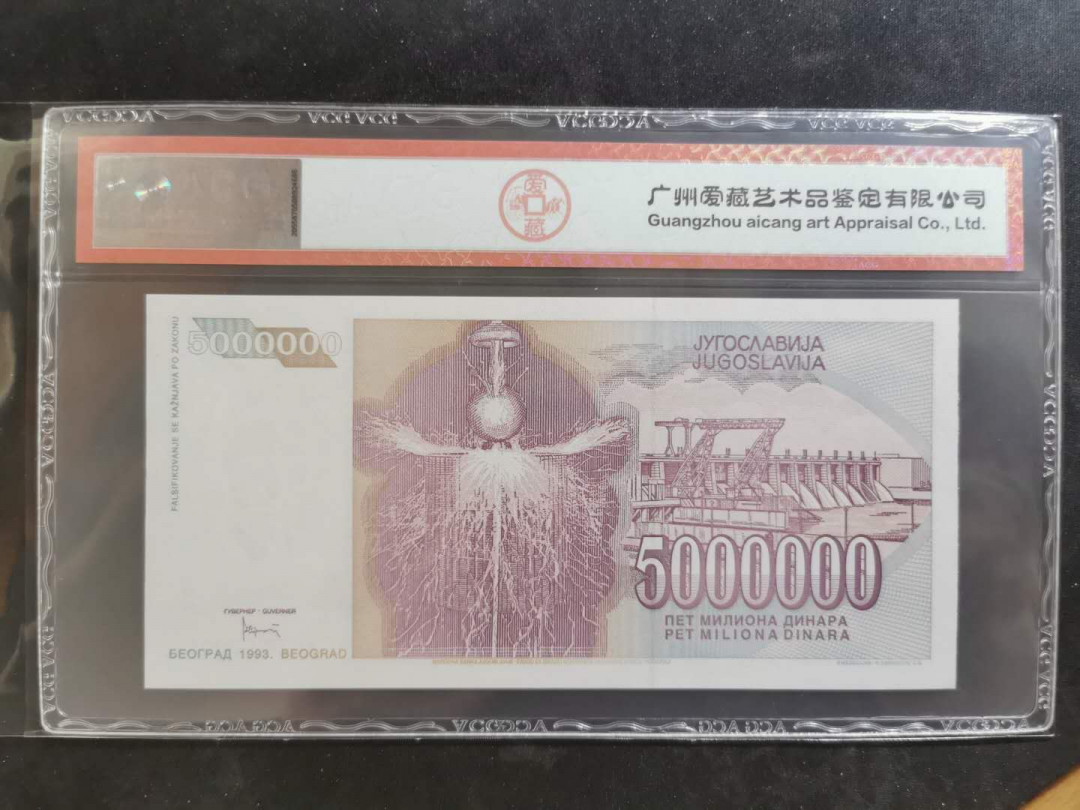 爱
藏
广州爱藏艺术品鉴定有限公司
Guangzhou aicang art Appraisal Co., Ltd.
FALSIFIKOVANJE SE KAŽNJAVA PO ZAKONU
5000000
ЈУГОСЛАВИЈА
JUGOSLAVIJA
5000000
ПЕТ МИЛИОНА ДИНАРА
PET MILIONA DINARA
ГУВЕРНЕР - GUVERNER
БЕОГРАД 1993. BEOGRAD